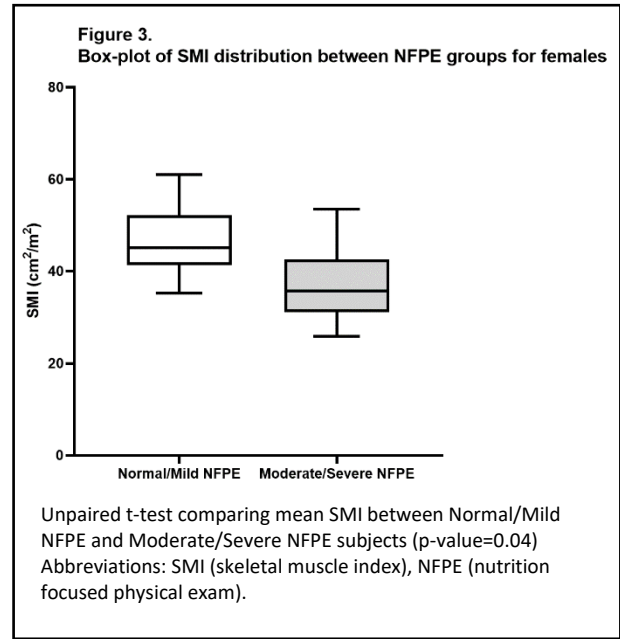 Figure 3.
Box-plot of SMI distribution between NFPE groups for females
80
60
40
20
0
SMI (cm²/m²)
Normal/Mild NFPE
Moderate/Severe NFPE
Unpaired t-test comparing mean SMI between Normal/Mild
NFPE and Moderate/Severe NFPE subjects (p-value=0.04)
Abbreviations: SMI (skeletal muscle index), NFPE (nutrition
focused physical exam).